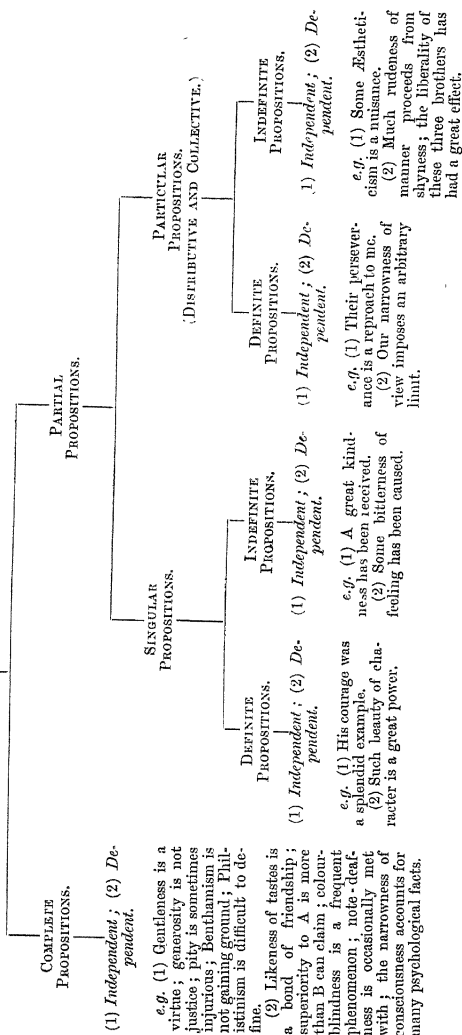 COMPLETE
PROPOSITIONS.
(1) Independent; (2) De-
pendent.
e.g. (1) Gentleness is a
virtue; generosity is not
justice; pity is sometimes
injurious; Benthamism is
not gaining ground; Phil-
istinism is difficult to de-
fine.
(2) Likeness of tastes is
a bond of friendship;
superiority to A is more
than B can claim; colour-
blindness is a frequent
phenomenon; note-deaf-
ness is occasionally met
with; the narrowness of
consciousness accounts for
many psychological facts.
PARTIAL
PROPOSITIONS.
SINGULAR
PROPOSITIONS.
DEFINITE
PROPOSITIONS.
(1) Independent; (2) De-
pendent.
e.g. (1) His courage was
a splendid example.
(2) Such beauty of cha-
racter is a great power.
INDEFINITE
PROPOSITIONS.
(1) Independent; (2) De-
pendent.
e.g. (1) A great kind-
ness has been received.
(2) Some bitterness of
feeling has been caused.
PARTICULAR
PROPOSITIONS.
(DISTRIBUTIVE AND COLLECTIVE.)
DEFINITE
PROPOSITIONS.
(1) Independent; (2) De-
pendent.
e.g. (1) Their persever-
ance is a reproach to me.
(2) Our narrowness of
view imposes an arbitrary
limit.
INDEFINITE
PROPOSITIONS.
1) Independent; (2) De-
pendent.
e.g. (1) Some Æstheti-
cism is a nuisance.
(2) Much rudeness of
manner proceeds from
shyness; the liberality of
these three brothers has
had a great effect.